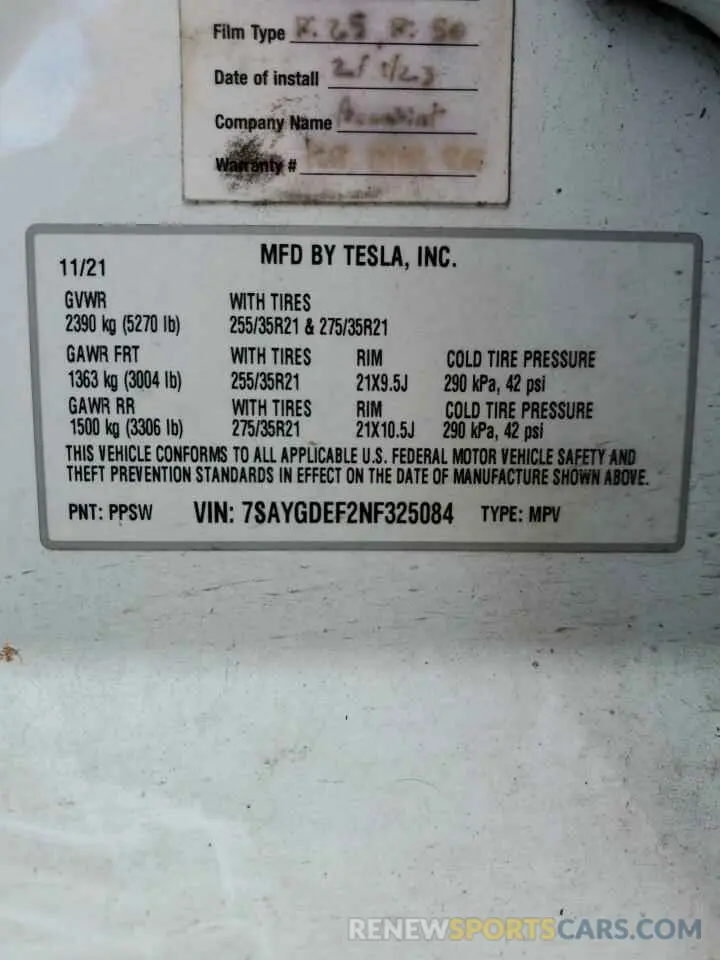 Film Type
Date of install 2/1/23
Company Name
Warranty #
MFD BY TESLA, INC.
11/21
GVWR WITH TIRES
2390 kg (5270 lb) 255/35R21 & 275/35R21
GAWR FRT WITH TIRES RIM COLD TIRE PRESSURE
1363 kg (3004 lb) 255/35R21 21X9.5J 290 kPa, 42 psi
GAWR RR WITH TIRES RIM COLD TIRE PRESSURE
1500 kg (3306 lb) 275/35R21 21X10.5J 290 kPa, 42 psi
THIS VEHICLE CONFORMS TO ALL APPLICABLE U.S. FEDERAL MOTOR VEHICLE SAFETY AND
THEFT PREVENTION STANDARDS IN EFFECT ON THE DATE OF MANUFACTURE SHOWN ABOVE.
PNT: PPSW VIN: 7SAYGDEF2NF325084 TYPE: MPV
RENEWSPORTSCARS.COM